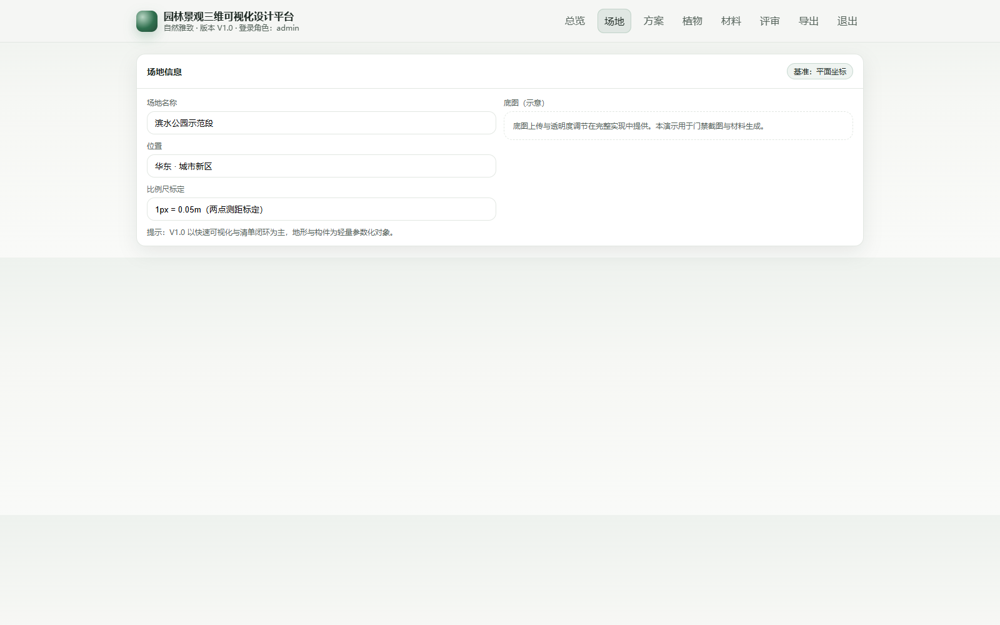 园林景观三维可视化设计平台
自然雅致 · 版本 V1.0 · 登录角色：admin
总览 场地 方案 植物 材料 评审 导出 退出
场地信息
基准：平面坐标
场地名称
滨水公园示范段
位置
华东 · 城市新区
比例尺标定
1px = 0.05m（两点测距标定）
提示：V1.0 以快速可视化与清单闭环为主，地形与构件为轻量参数化对象。
底图（示意）
底图上传与透明度调节在完整实现中提供。本演示用于门禁截图与材料生成。